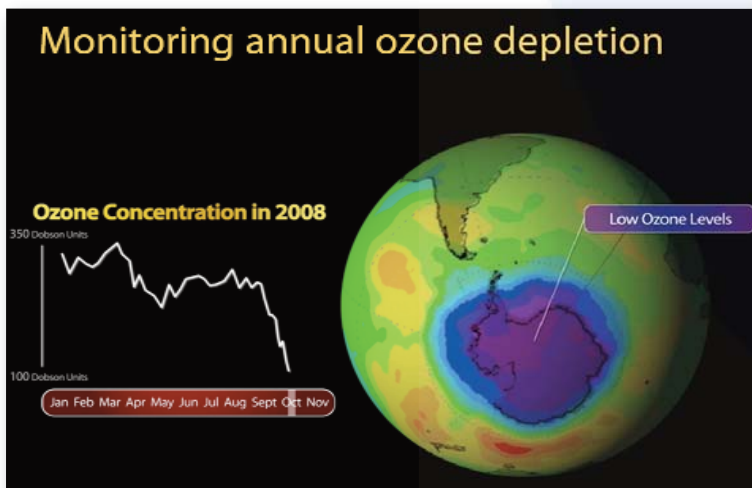 Monitoring annual ozone depletion
Ozone Concentration in 2008
350 Dobson Units
Low Ozone Levels
100 Dobson Units
Jan Feb Mar Apr May Jun Jul Aug Sept Oct Nov